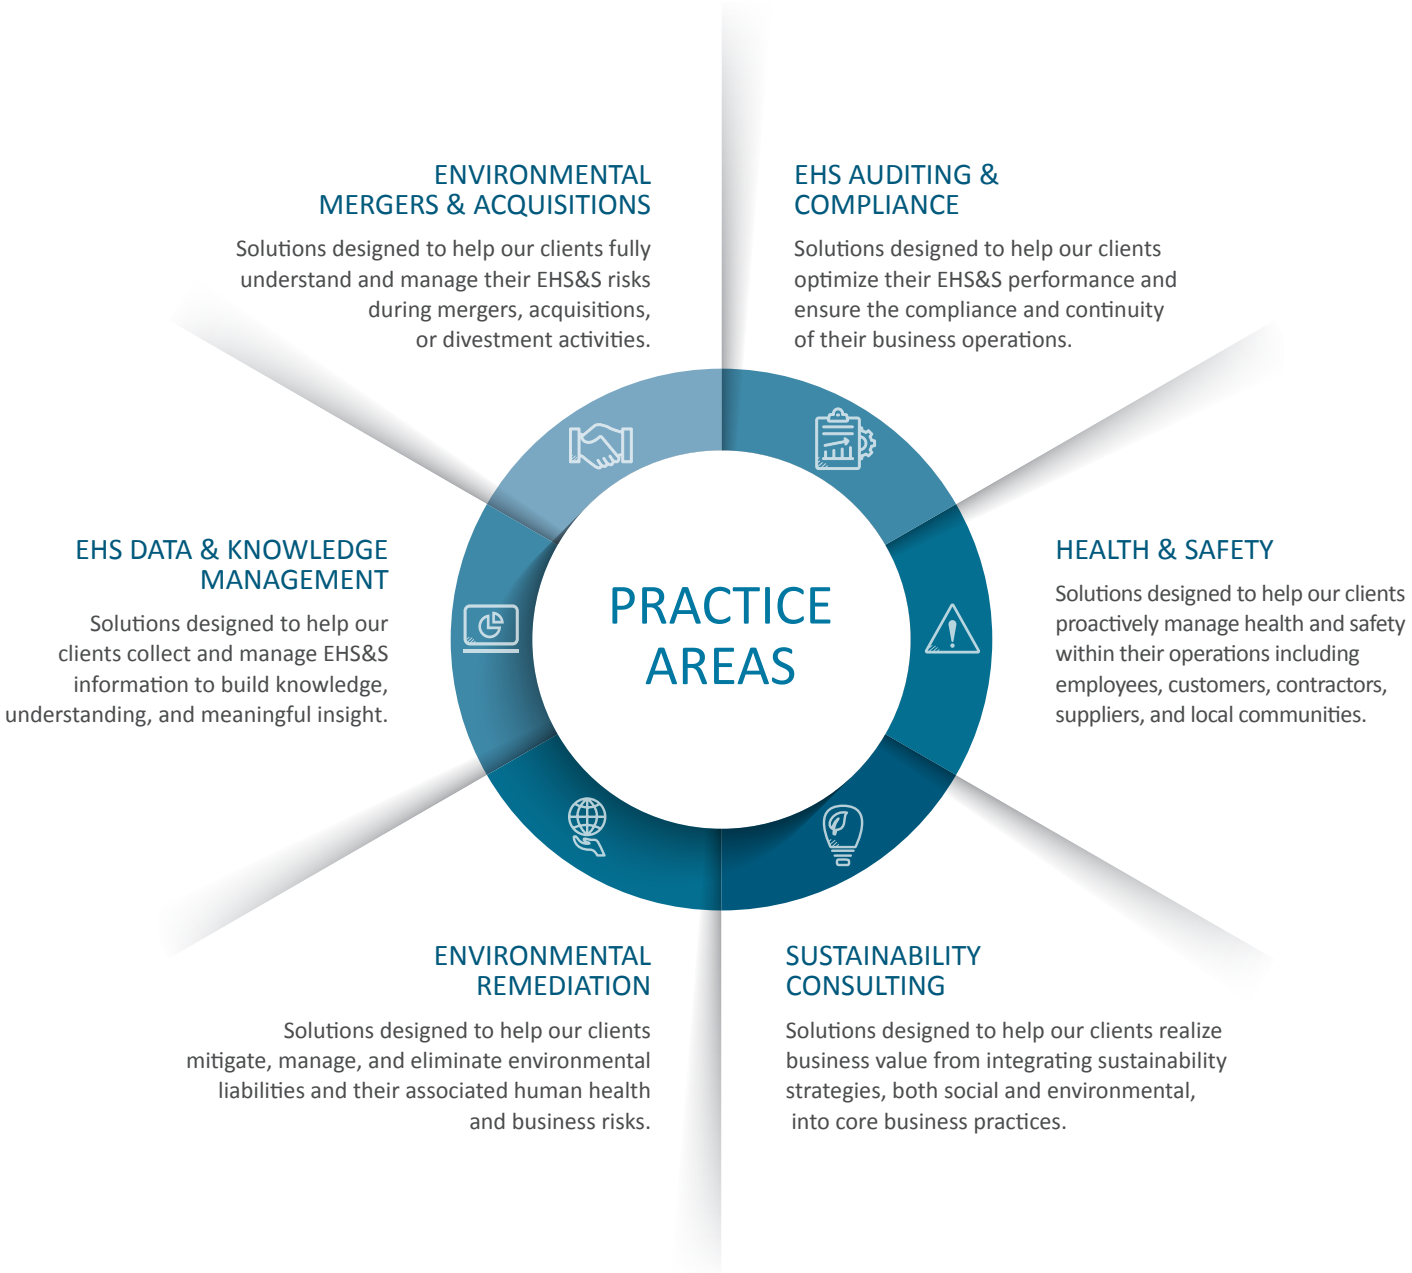 ENVIRONMENTAL
MERGERS & ACQUISITIONS
Solutions designed to help our clients fully
understand and manage their EHS&S risks
during mergers, acquisitions,
or divestment activities.
EHS AUDITING &
COMPLIANCE
Solutions designed to help our clients
optimize their EHS&S performance and
ensure the compliance and continuity
of their business operations.
EHS DATA & KNOWLEDGE
MANAGEMENT
Solutions designed to help our
clients collect and manage EHS&S
information to build knowledge,
understanding, and meaningful insight.
PRACTICE
AREAS
HEALTH & SAFETY
Solutions designed to help our clients
proactively manage health and safety
within their operations including
employees, customers, contractors,
suppliers, and local communities.
ENVIRONMENTAL
REMEDIATION
Solutions designed to help our clients
mitigate, manage, and eliminate environmental
liabilities and their associated human health
and business risks.
SUSTAINABILITY
CONSULTING
Solutions designed to help our clients realize
business value from integrating sustainability
strategies, both social and environmental,
into core business practices.